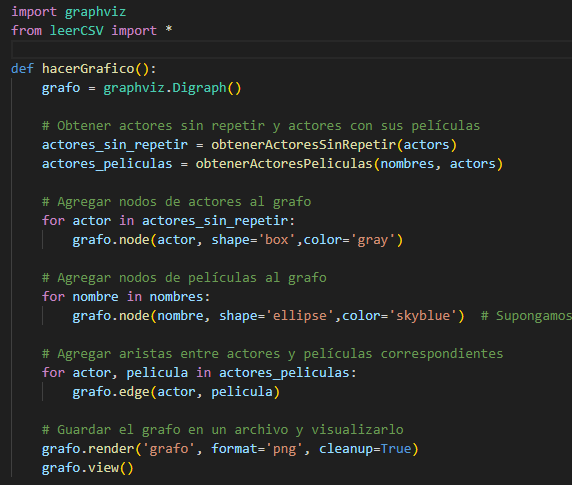 import graphviz
from leerCSV import *
def hacerGrafico():
grafo = graphviz.Digraph()
# Obtener actores sin repetir y actores con sus películas
actores_sin_repetir = obtenerActoresSinRepetir(actors)
actores_peliculas = obtenerActoresPeliculas(nombres, actors)
# Agregar nodos de actores al grafo
for actor in actores_sin_repetir:
grafo.node(actor, shape='box',color='gray')
# Agregar nodos de películas al grafo
for nombre in nombres:
grafo.node(nombre, shape='ellipse',color='skyblue')  # Supongamos
# Agregar aristas entre actores y películas correspondientes
for actor, pelicula in actores_peliculas:
grafo.edge(actor, pelicula)
# Guardar el grafo en un archivo y visualizarlo
grafo.render('grafo', format='png', cleanup=True)
grafo.view()